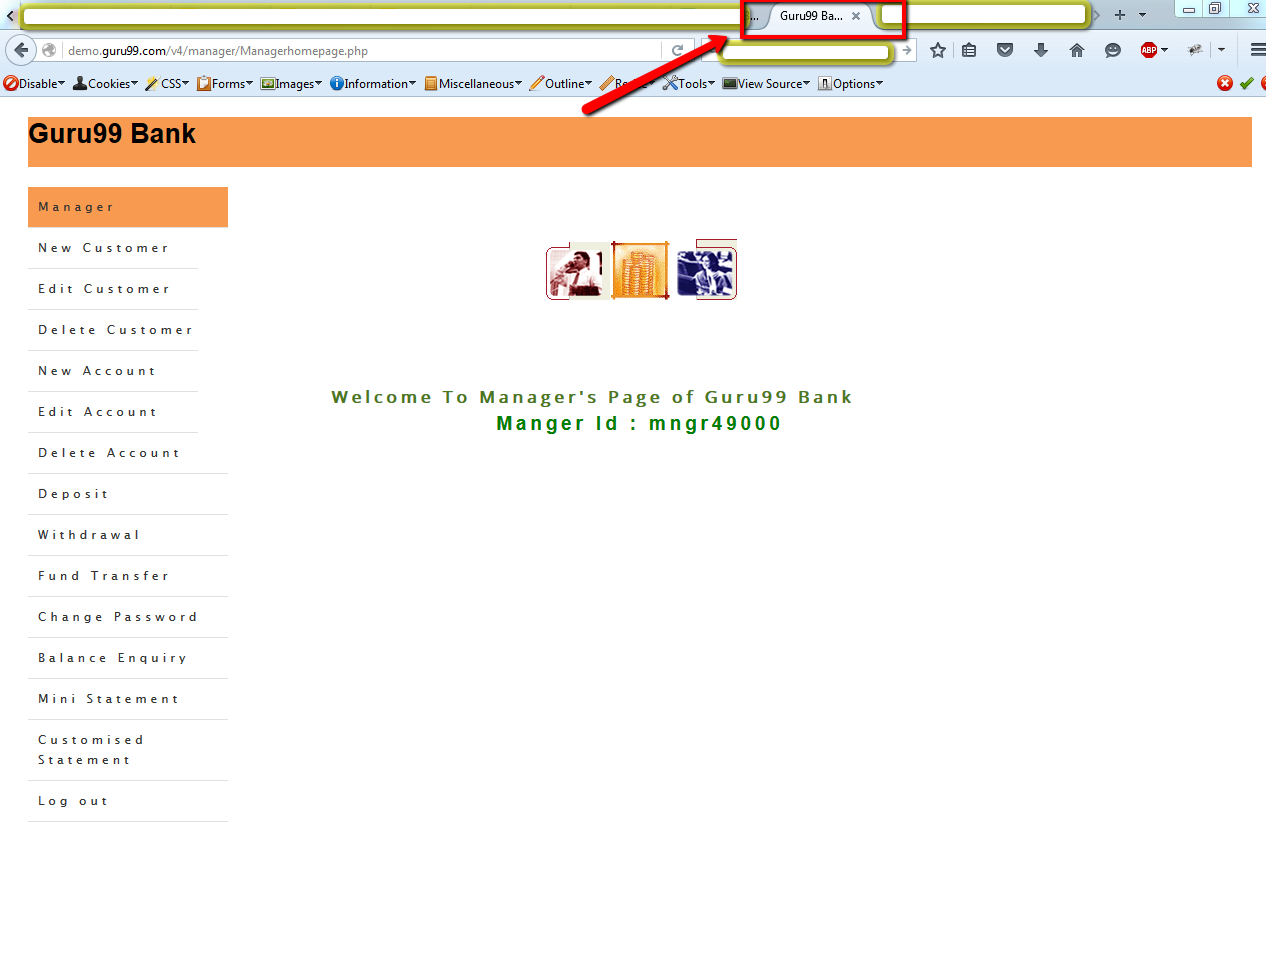 Guru99 Ba...
demo.guru99.com/v4/manager/Managerhomepage.php
ABP
Disable Cookies CSS Forms Images Information Miscellaneous Outline Tools View Source Options
Guru99 Bank
Manager
New Customer
Edit Customer
Delete Customer
New Account
Edit Account
Delete Account
Deposit
Withdrawal
Fund Transfer
Change Password
Balance Enquiry
Mini Statement
Customised
Statement
Log out
Welcome To Manager's Page of Guru99 Bank
Manger Id : mngr49000